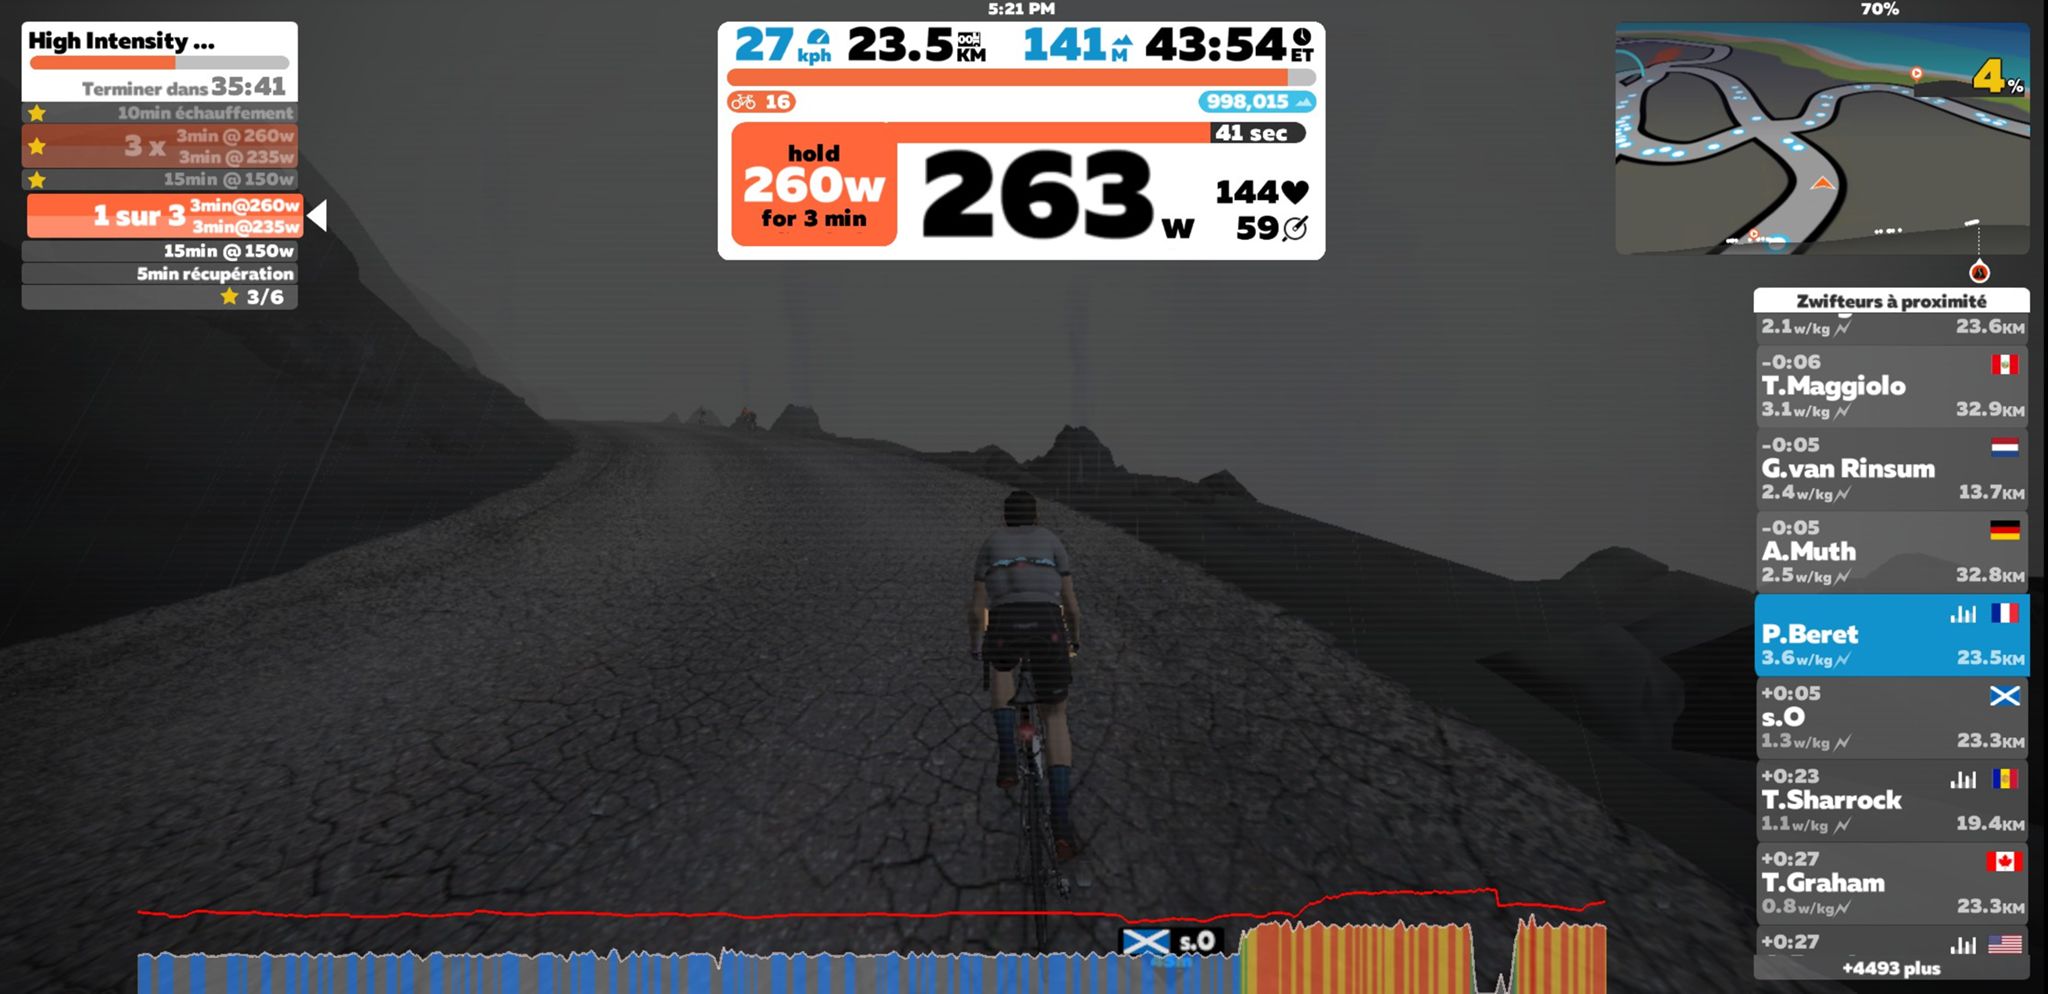 5:21 PM
70%
High Intensity ...
Terminer dans 35:41
10min échauffement
3 x 3min @ 260w
3min @ 235w
15min @ 150w
1 sur 3 3min@260w
3min@235w
15min @ 150w
5min récupération
3/6
27 kph 23.5 KM 141 M 43:54 ET
16
998,015
41 sec
hold
260w
for 3 min
263 w
144
59
4%
Zwifteurs à proximité
2.1w/kg 23.6KM
-0:06
T.Maggiolo
3.1w/kg 32.9KM
-0:05
G.van Rinsum
2.4w/kg 13.7KM
-0:05
A.Muth
2.5w/kg 32.8KM
P.Beret
3.6w/kg 23.5KM
+0:05
s.O
1.3w/kg 23.3KM
+0:23
T.Sharrock
1.1w/kg 19.4KM
+0:27
T.Graham
0.8w/kg 23.3KM
+0:27
+4493 plus
s.O